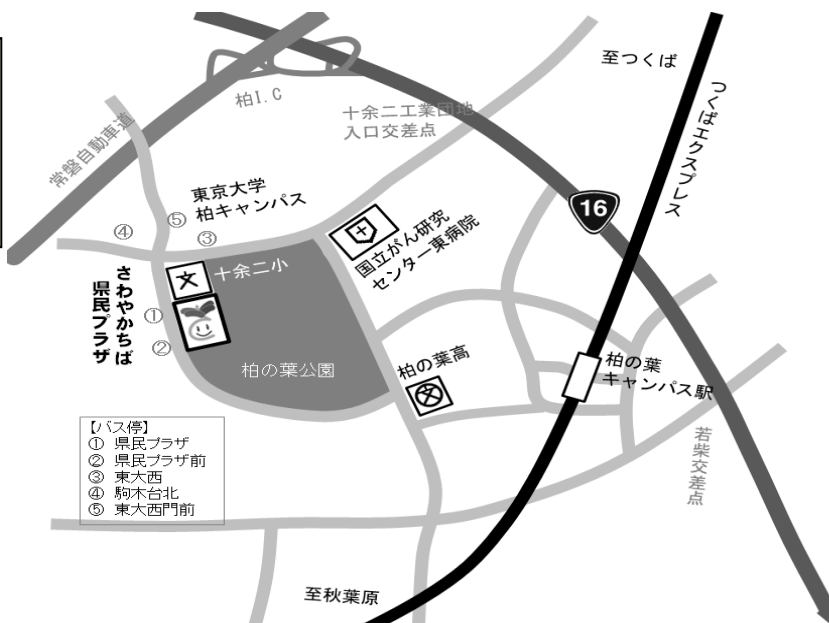 至つくば
つくばエクスプレス
柏I.C
十余二工業団地
入口交差点
常磐自動車道
東京大学
柏キャンパス
⑤
④
③
16
国立がん研究
センター東病院
十余二小
さわやかちば
県民プラザ
①
②
柏の葉公園
柏の葉高
柏の葉
キャンパス駅
若柴交差点
【バス停】
① 県民プラザ
② 県民プラザ前
③ 東大西
④ 駒木台北
⑤ 東大西門前
至秋葉原